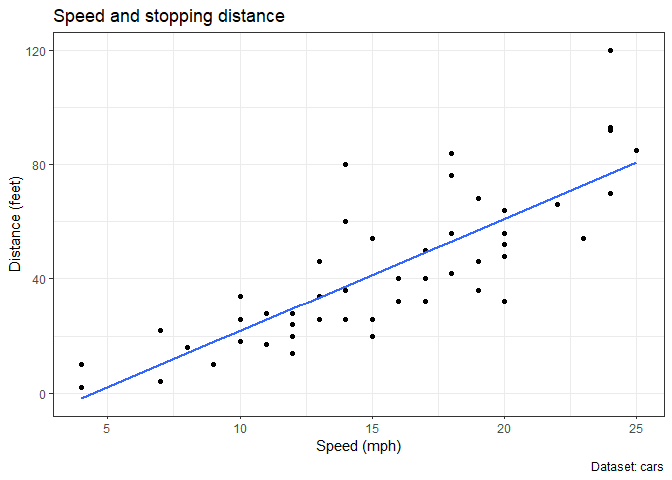 Speed and stopping distance
120
80
40
0
Distance (feet)
5 10 15 20 25
Speed (mph)
Dataset: cars